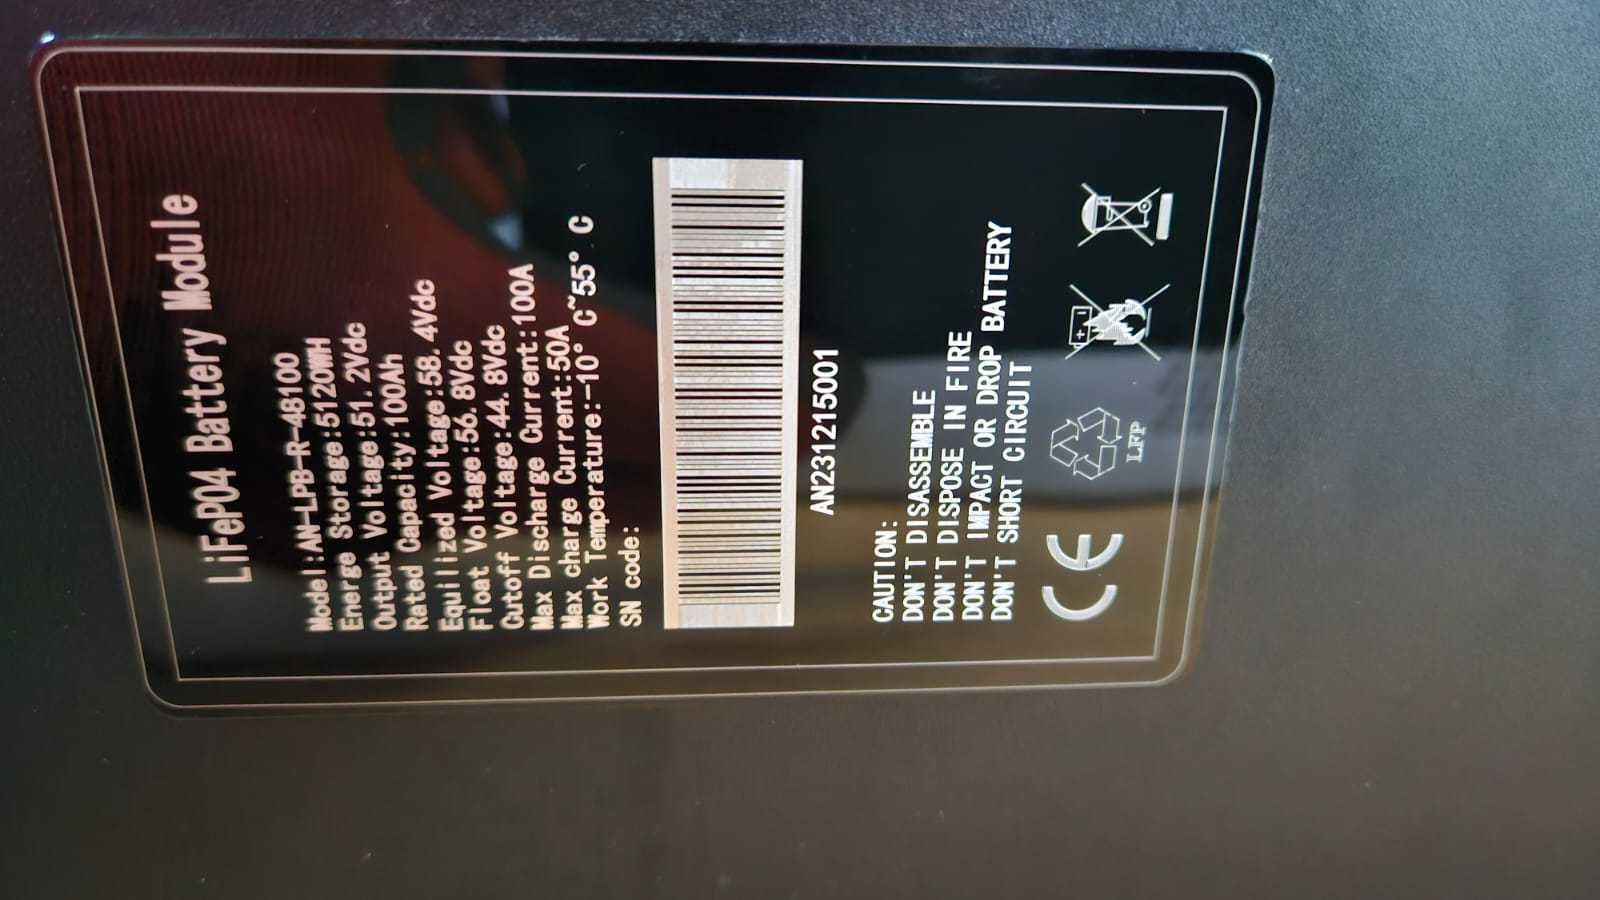 LiFePO4 Battery Module
Model:AN-LPB-R-48100
Energe Storage:5120WH
Output Voltage:51.2Vdc
Rated Capacity:100Ah
Equilized Voltage:58.4Vdc
Float Voltage:56.8Vdc
Cutoff Voltage:44.8Vdc
Max Discharge Current:100A
Max charge Current:50A
Work Temperature:-10° C~55° C
SN code:
AN231215001
CAUTION:
DON'T DISASSEMBLE
DON'T DISPOSE IN FIRE
DON'T IMPACT OR DROP BATTERY
DON'T SHORT CIRCUIT
CE
LFP